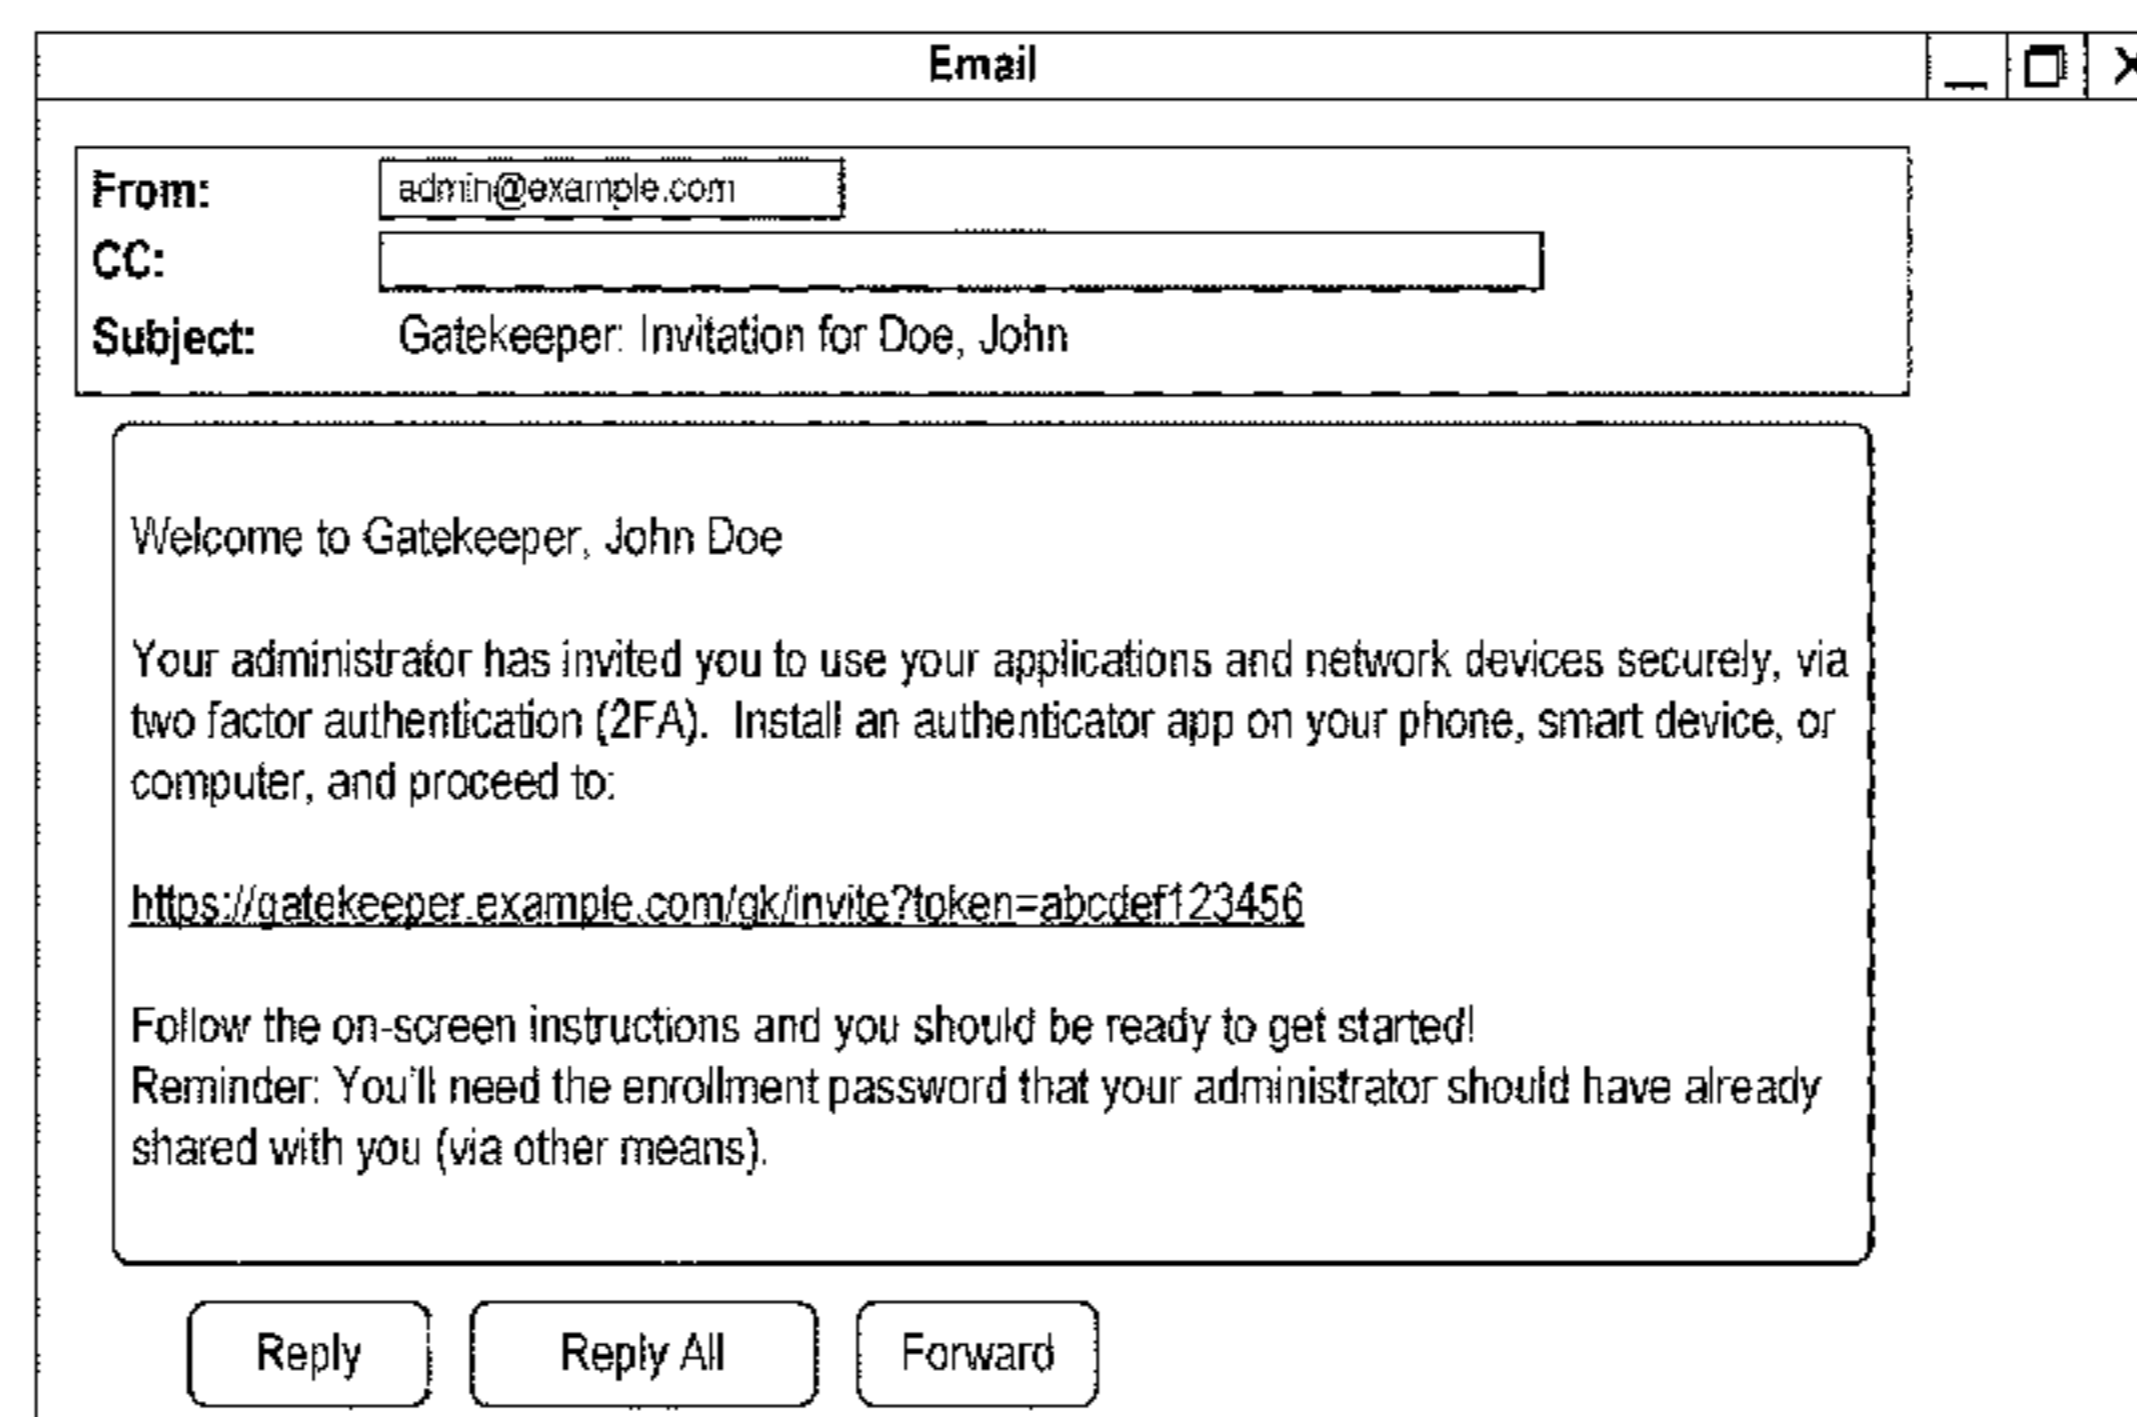 Email
From: admin@example.com
CC:
Subject: Gatekeeper: Invitation for Doe, John
Welcome to Gatekeeper, John Doe
Your administrator has invited you to use your applications and network devices securely, via
two factor authentication (2FA). Install an authenticator app on your phone, smart device, or
computer, and proceed to:
https://gatekeeper.example.com/gk/invite?token=abcdef123456
Follow the on-screen instructions and you should be ready to get started!
Reminder: You'll need the enrollment password that your administrator should have already
shared with you (via other means).
Reply Reply All Forward